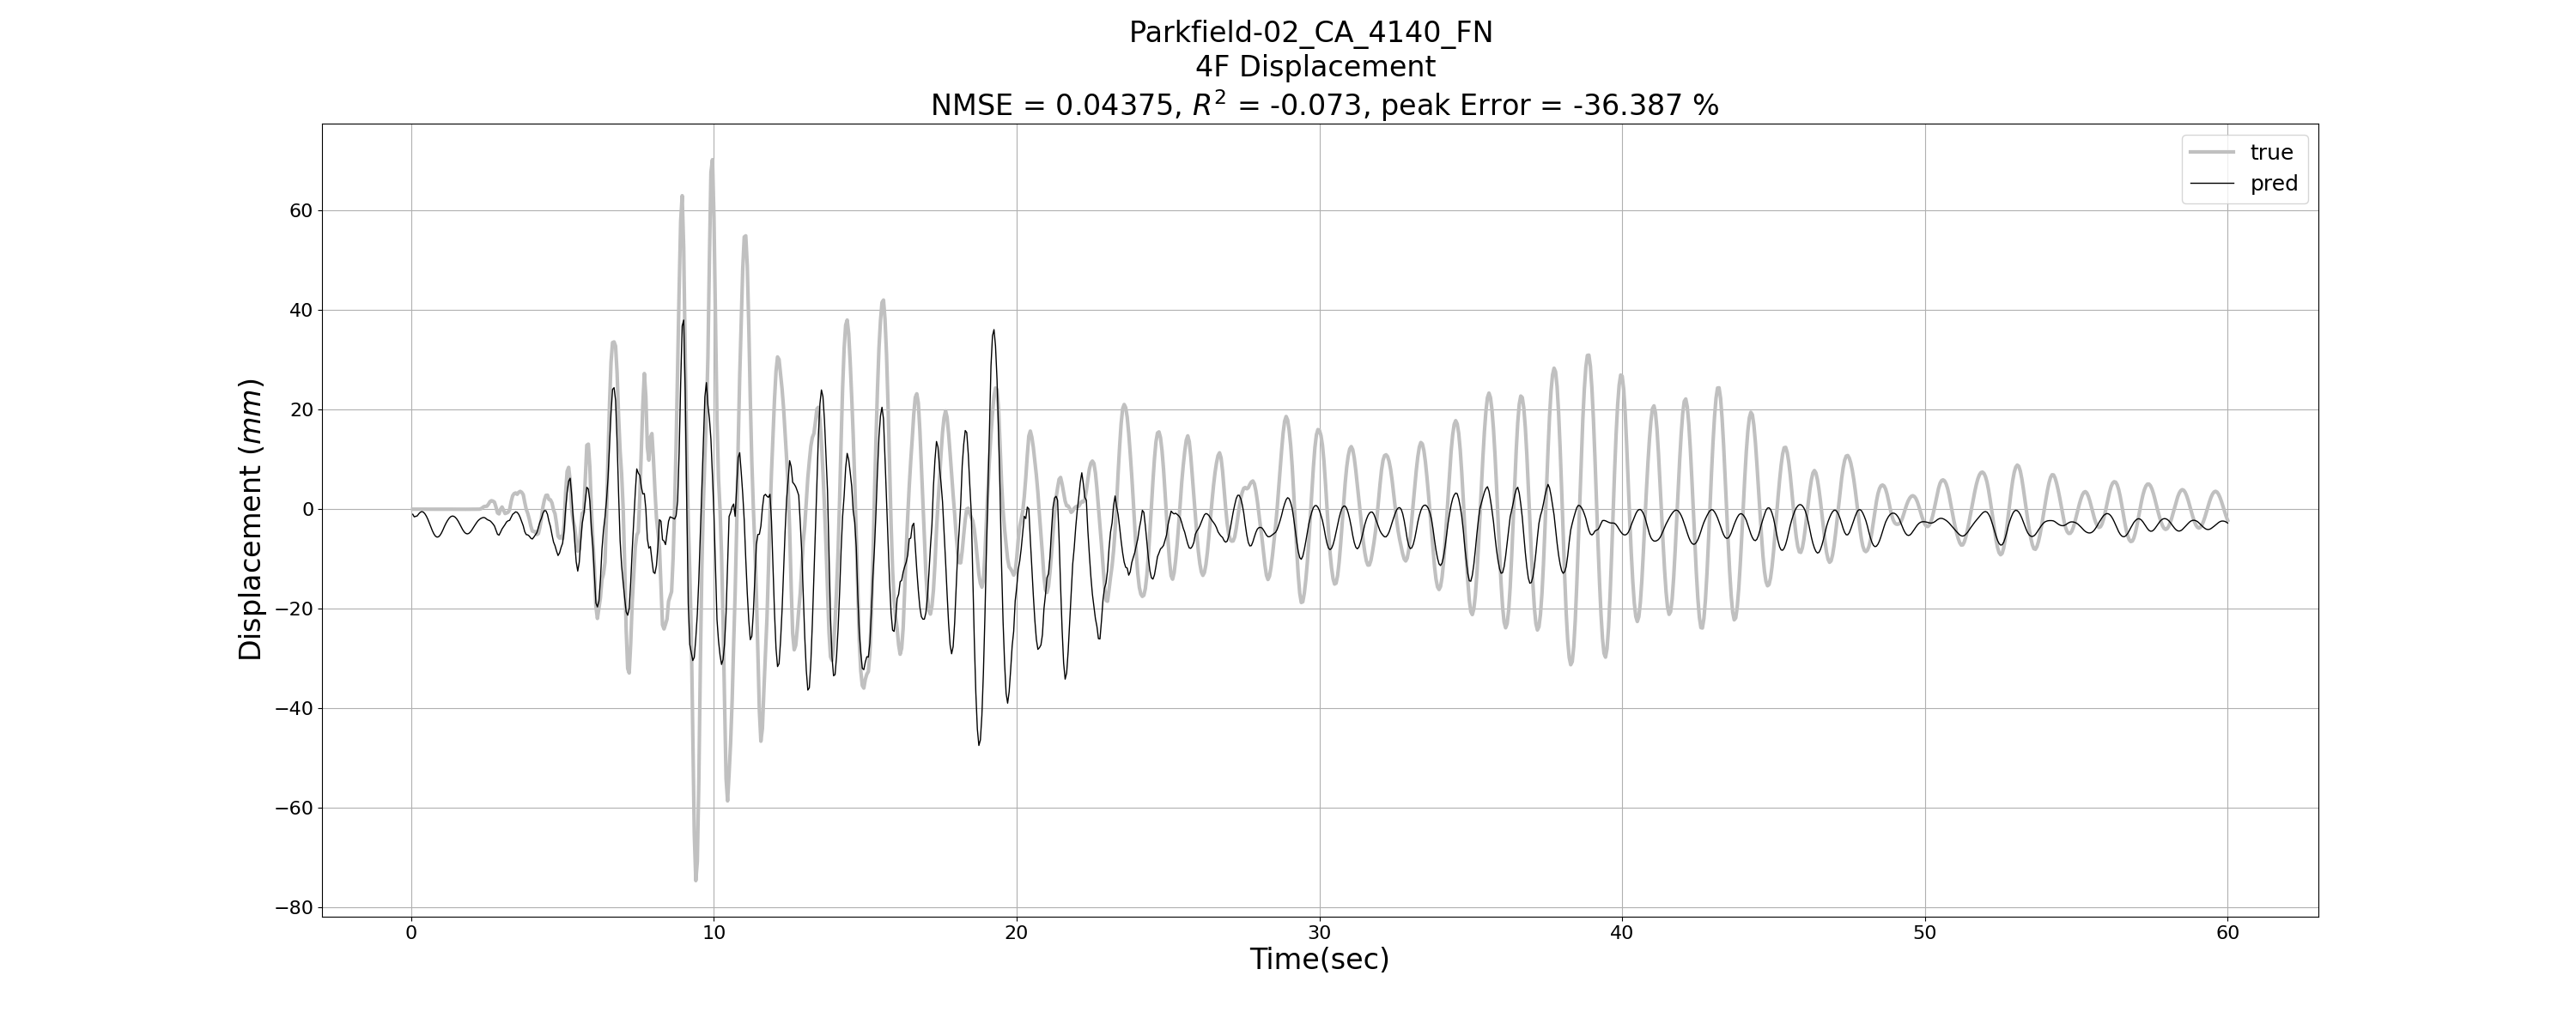 Parkfield-02_CA_4140_FN
4F Displacement
NMSE = 0.04375, R² = -0.073, peak Error = -36.387 %
true
pred
Displacement (mm)
60
40
20
0
−20
−40
−60
−80
0 10 20 30 40 50 60
Time(sec)